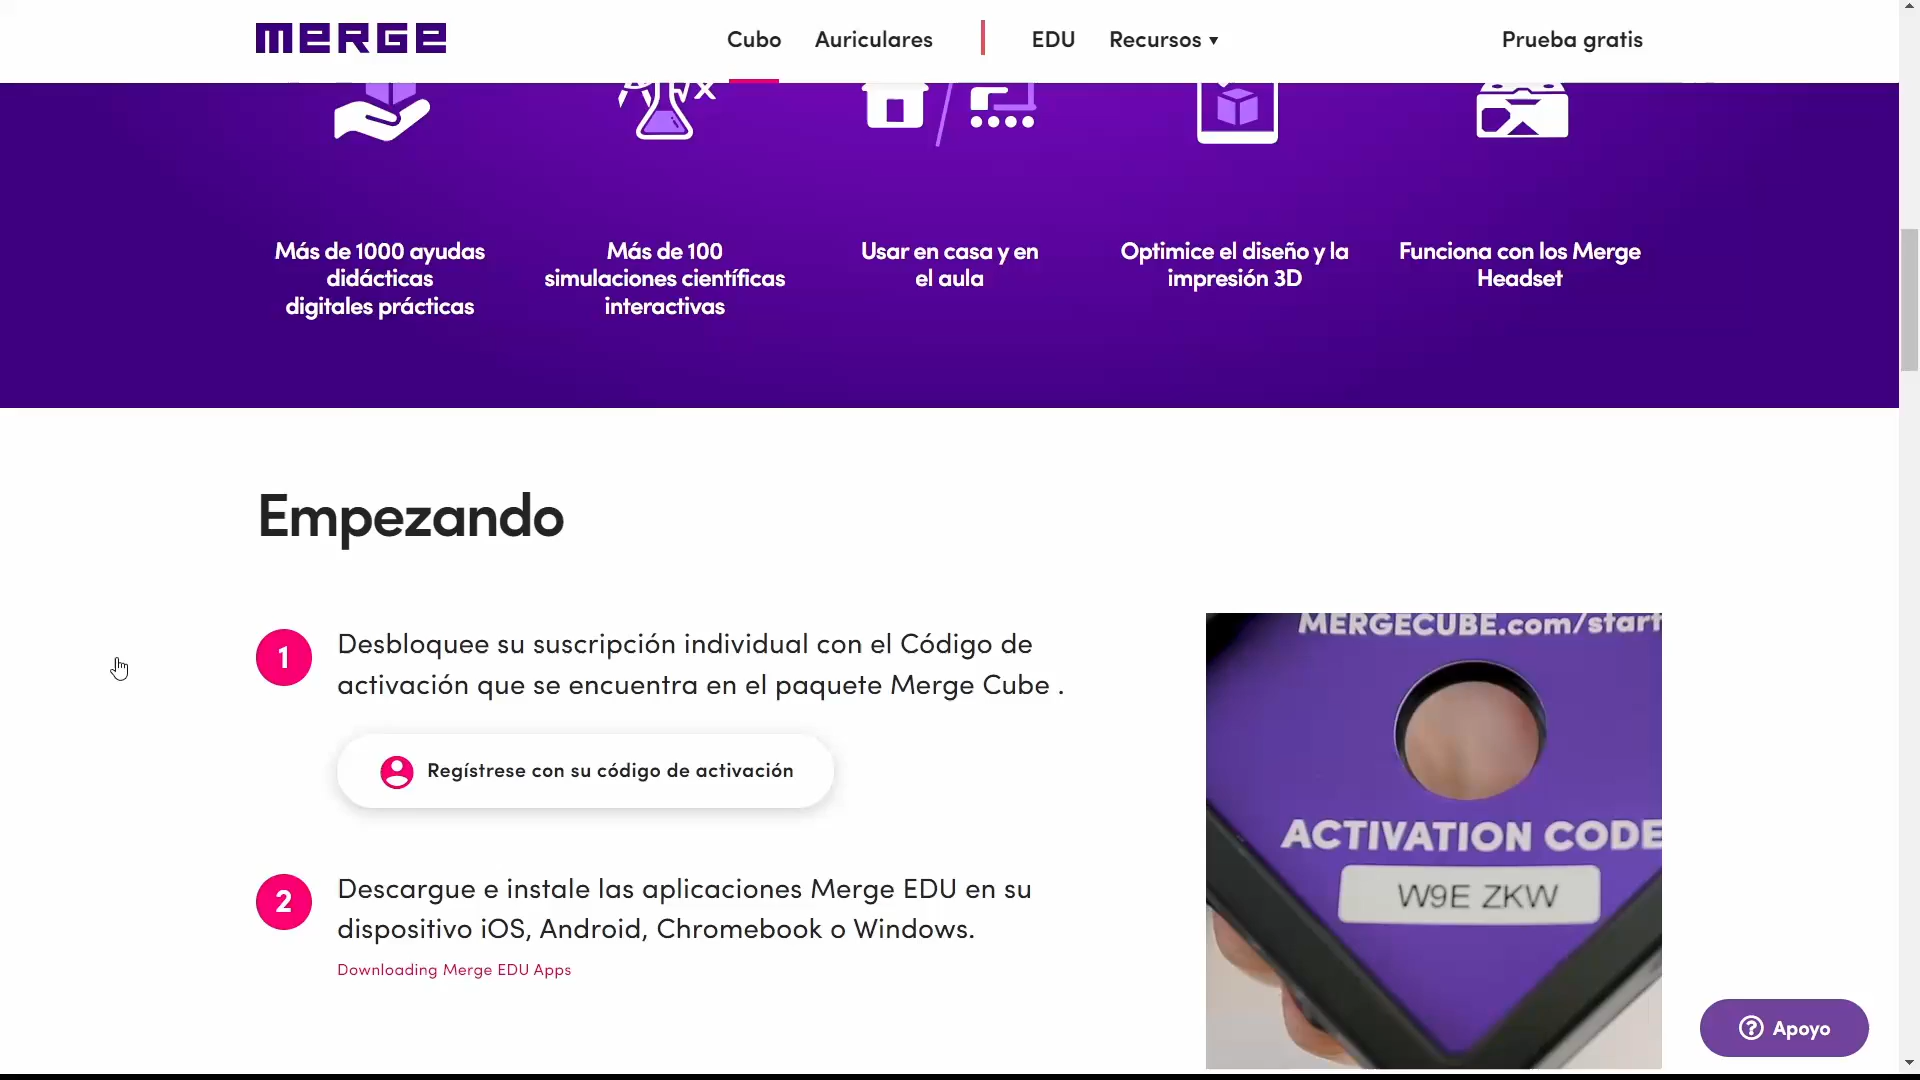 MERGE
Cubo
Auriculares
EDU
Recursos ▾
Prueba gratis
Más de 1000 ayudas
didácticas
digitales prácticas
Más de 100
simulaciones científicas
interactivas
Usar en casa y en
el aula
Optimice el diseño y la
impresión 3D
Funciona con los Merge
Headset
Empezando
1
Desbloquee su suscripción individual con el Código de
activación que se encuentra en el paquete Merge Cube .
Regístrese con su código de activación
2
Descargue e instale las aplicaciones Merge EDU en su
dispositivo iOS, Android, Chromebook o Windows.
Downloading Merge EDU Apps
MERGECUBE.com/start
ACTIVATION CODE
W9E ZKW
Apoyo